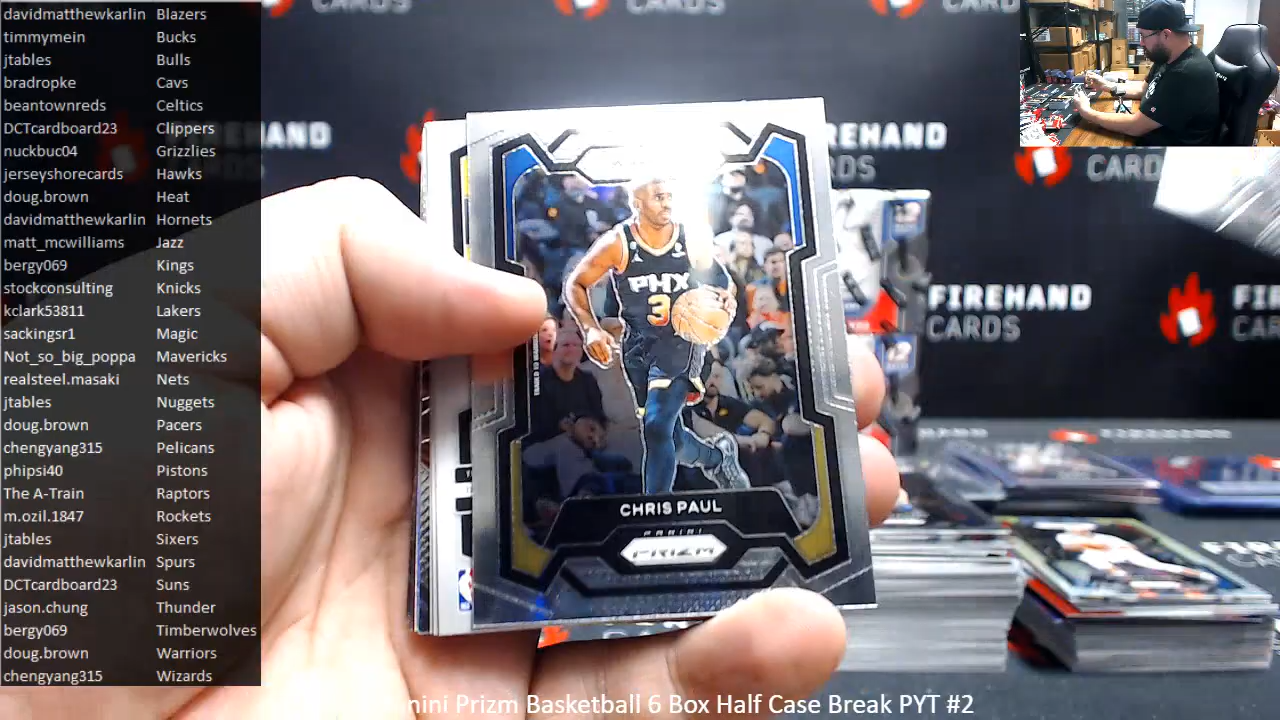 davidmatthewkarlin Blazers
timmymein Bucks
jtables Bulls
bradropke Cavs
beantownreds Celtics
DCTcardboard23 Clippers
nuckbuc04 Grizzlies
jerseyshorecards Hawks
doug.brown Heat
davidmatthewkarlin Hornets
matt_mcwilliams Jazz
bergy069 Kings
stockconsulting Knicks
kclark53811 Lakers
sackingsr1 Magic
Not_so_big_poppa Mavericks
realsteel.masaki Nets
jtables Nuggets
doug.brown Pacers
chengyang315 Pelicans
phipsi40 Pistons
The A-Train Raptors
m.ozil.1847 Rockets
jtables Sixers
davidmatthewkarlin Spurs
DCTcardboard23 Suns
jason.chung Thunder
bergy069 Timberwolves
doug.brown Warriors
chengyang315 Wizards
CARDS
FIREHAND
CARDS
FIREHAND
CARDS
PHX
3
CHRIS PAUL
PANINI
PRIZM
nini Prizm Basketball 6 Box Half Case Break PYT #2